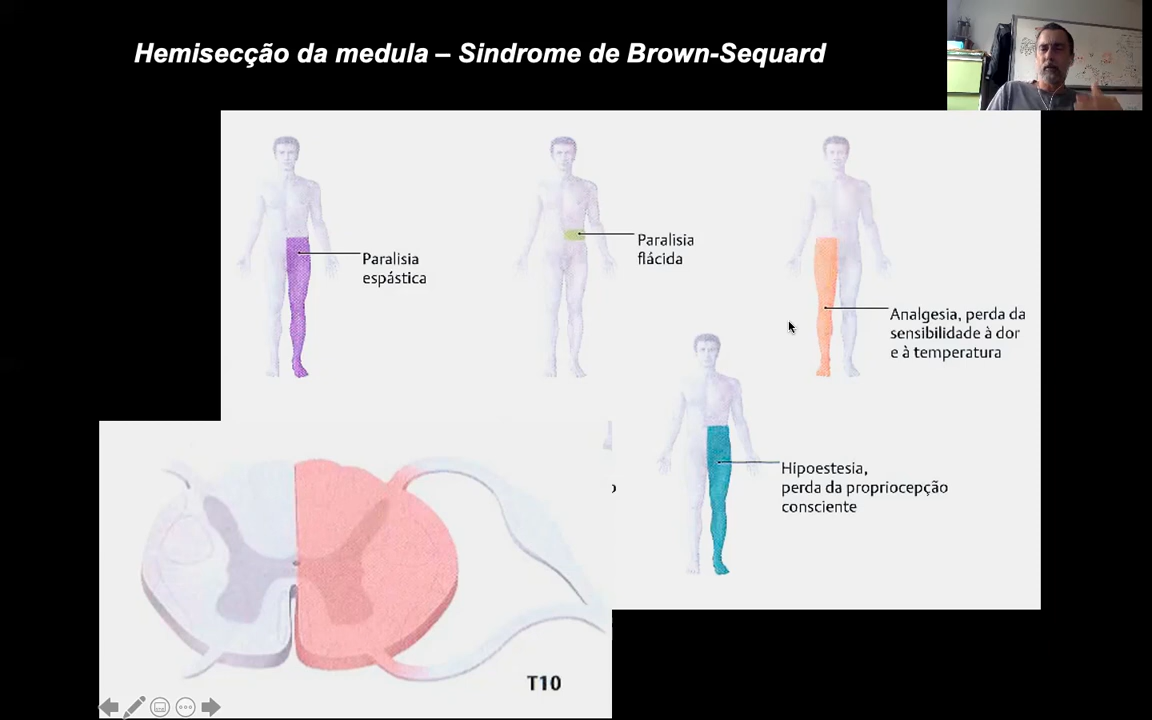 Hemisecção da medula – Sindrome de Brown-Sequard
Paralisia
espástica
Paralisia
flácida
Analgesia, perda da
sensibilidade à dor
e à temperatura
Hipoestesia,
perda da propriocepção
consciente
T10